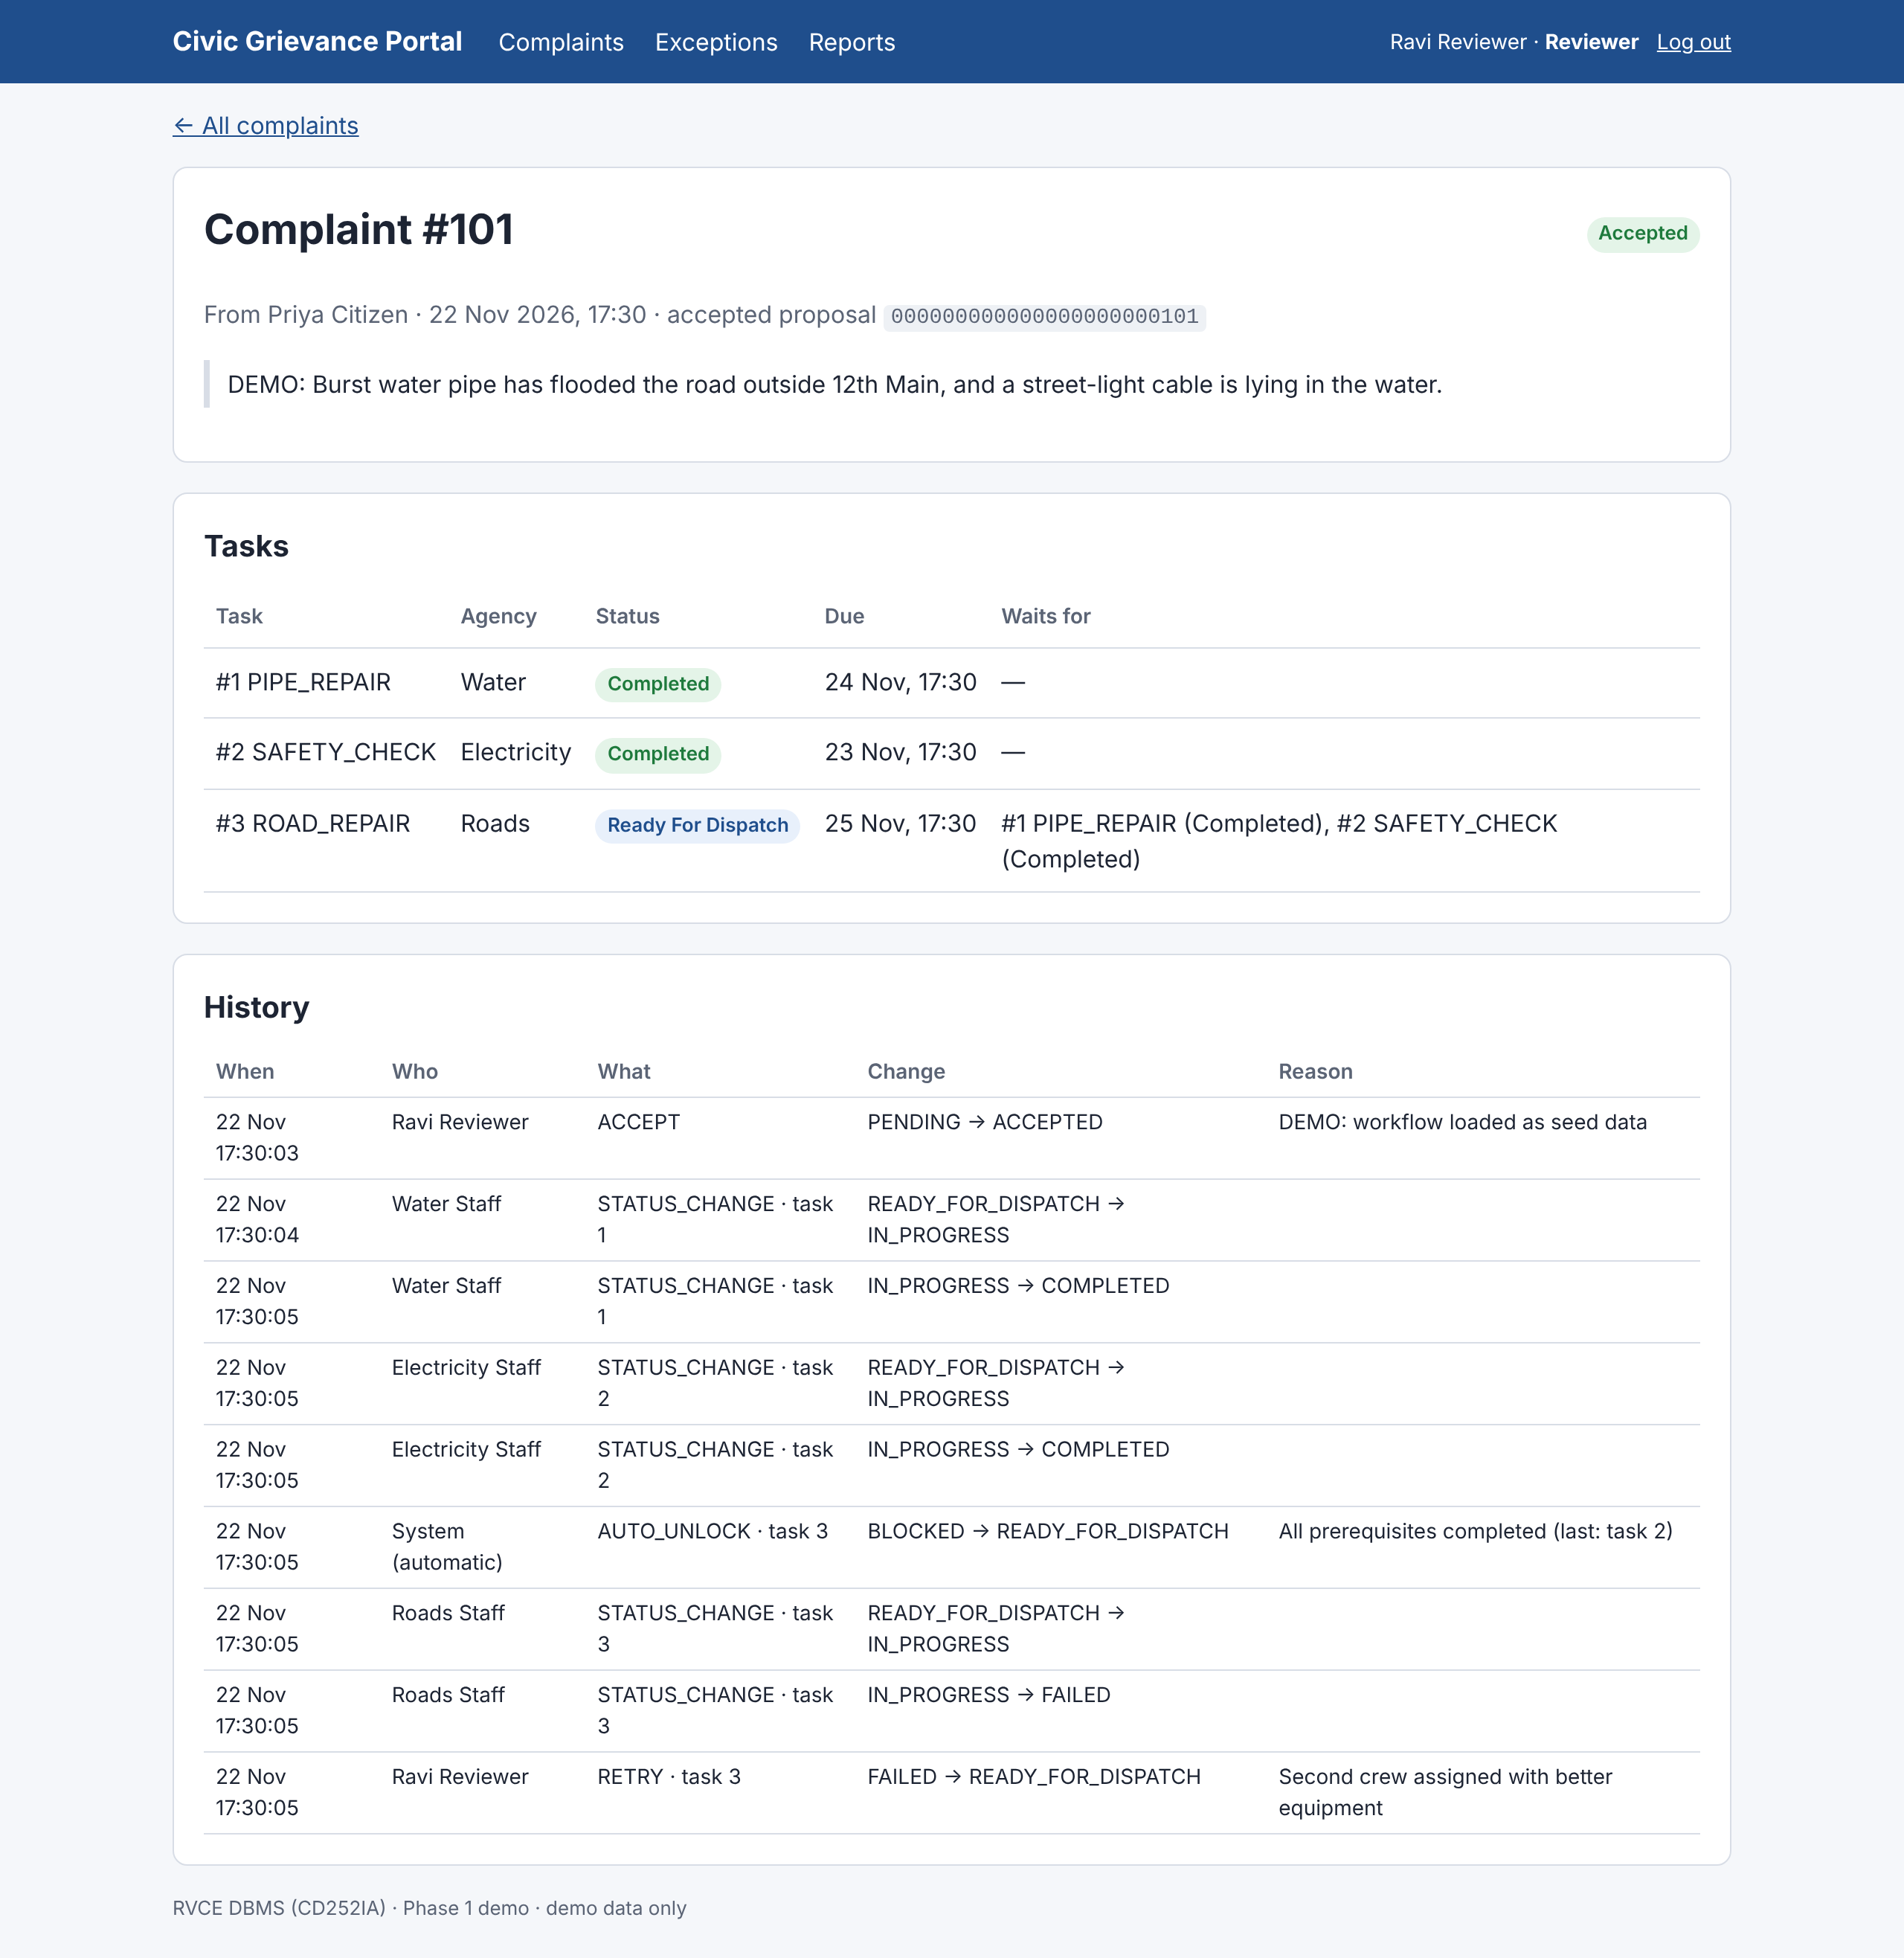 Civic Grievance Portal Complaints Exceptions Reports Ravi Reviewer · Reviewer Log out
← All complaints
Complaint #101 Accepted
From Priya Citizen · 22 Nov 2026, 17:30 · accepted proposal 000000000000000000000101
DEMO: Burst water pipe has flooded the road outside 12th Main, and a street-light cable is lying in the water.
Tasks
Task Agency Status Due Waits for
#1 PIPE_REPAIR Water Completed 24 Nov, 17:30 —
#2 SAFETY_CHECK Electricity Completed 23 Nov, 17:30 —
#3 ROAD_REPAIR Roads Ready For Dispatch 25 Nov, 17:30 #1 PIPE_REPAIR (Completed), #2 SAFETY_CHECK
(Completed)
History
When Who What Change Reason
22 Nov Ravi Reviewer ACCEPT PENDING → ACCEPTED DEMO: workflow loaded as seed data
17:30:03
22 Nov Water Staff STATUS_CHANGE · task READY_FOR_DISPATCH →
17:30:04 1 IN_PROGRESS
22 Nov Water Staff STATUS_CHANGE · task IN_PROGRESS → COMPLETED
17:30:05 1
22 Nov Electricity Staff STATUS_CHANGE · task READY_FOR_DISPATCH →
17:30:05 2 IN_PROGRESS
22 Nov Electricity Staff STATUS_CHANGE · task IN_PROGRESS → COMPLETED
17:30:05 2
22 Nov System AUTO_UNLOCK · task 3 BLOCKED → READY_FOR_DISPATCH All prerequisites completed (last: task 2)
17:30:05 (automatic)
22 Nov Roads Staff STATUS_CHANGE · task READY_FOR_DISPATCH →
17:30:05 3 IN_PROGRESS
22 Nov Roads Staff STATUS_CHANGE · task IN_PROGRESS → FAILED
17:30:05 3
22 Nov Ravi Reviewer RETRY · task 3 FAILED → READY_FOR_DISPATCH Second crew assigned with better
17:30:05 equipment
RVCE DBMS (CD252IA) · Phase 1 demo · demo data only